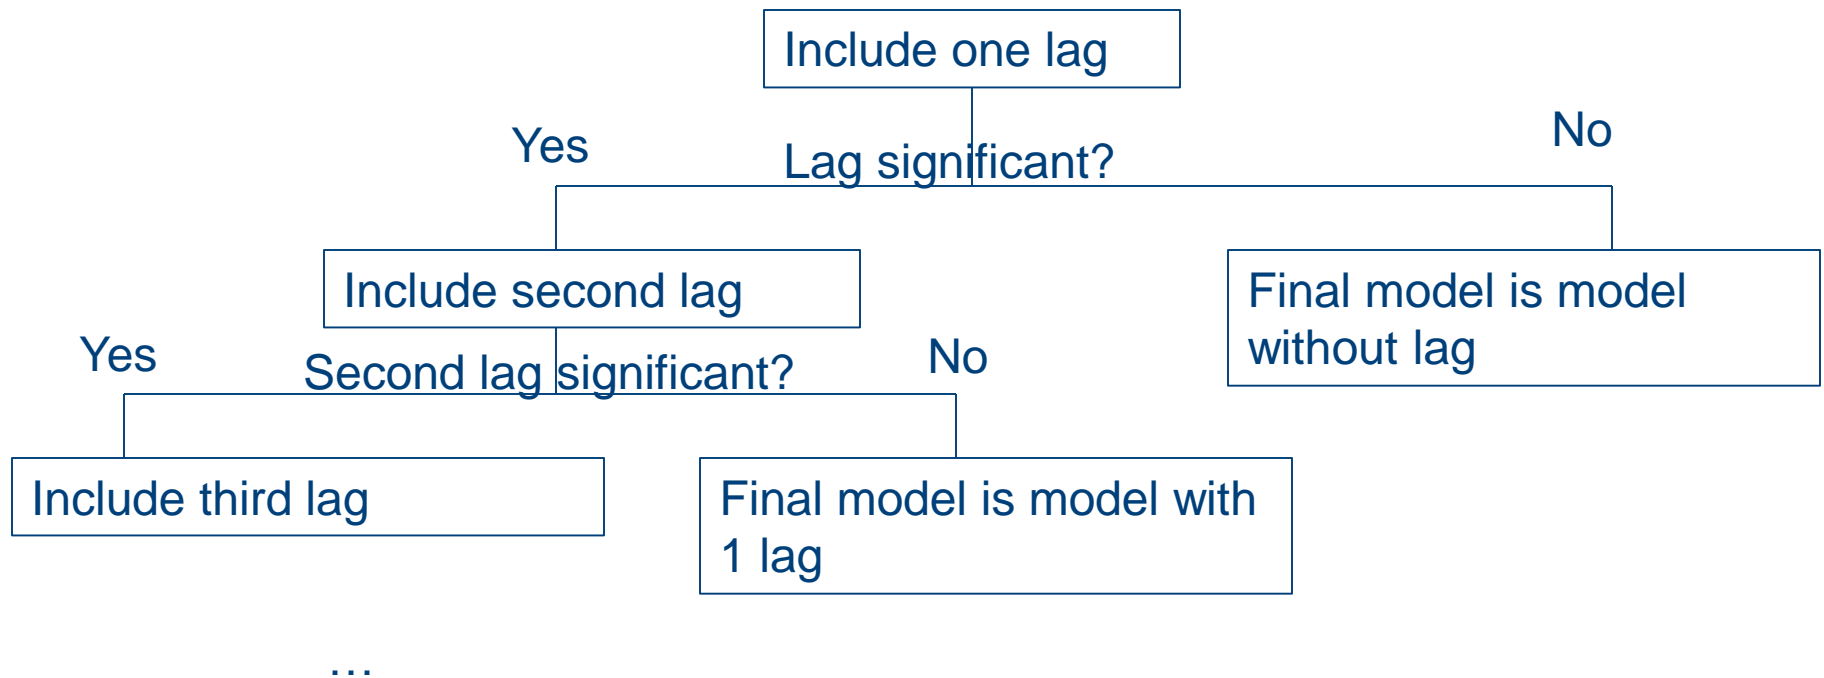 Include one lag
Yes
Lag significant?
No
Include second lag
Final model is model
without lag
Yes
Second lag significant?
No
Include third lag
Final model is model with
1 lag
...